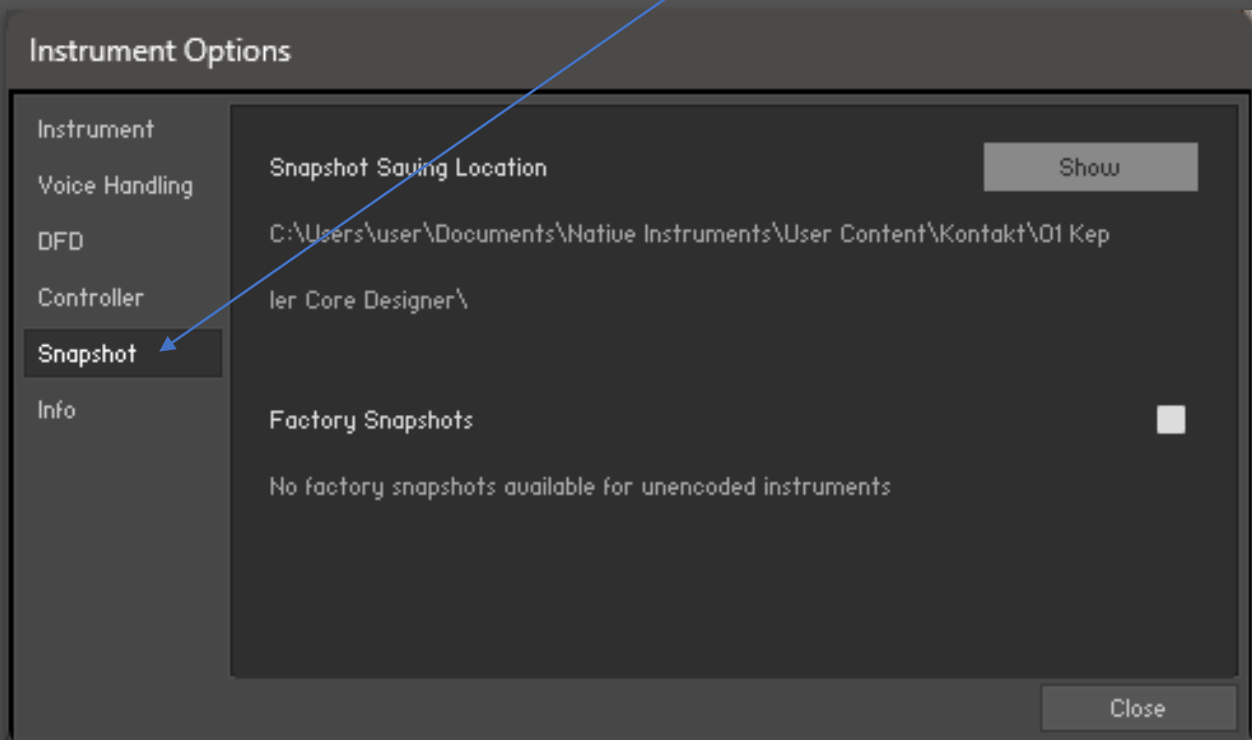 Instrument Options
Instrument
Voice Handling
DFD
Controller
Snapshot
Info
Snapshot Saving Location
Show
C:\Users\user\Documents\Native Instruments\User Content\Kontakt\01 Kep
ler Core Designer\
Factory Snapshots
No factory snapshots available for unencoded instruments
Close